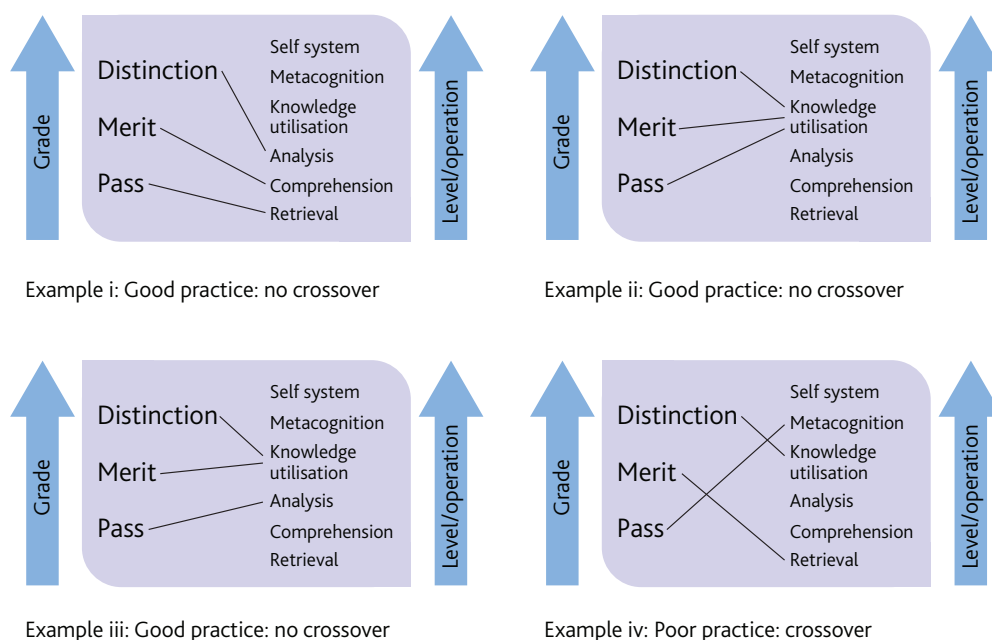 Grade
Distinction
Merit
Pass
Self system
Metacognition
Knowledge
utilisation
Analysis
Comprehension
Retrieval
Level/operation
Example i: Good practice: no crossover
Grade
Distinction
Merit
Pass
Self system
Metacognition
Knowledge
utilisation
Analysis
Comprehension
Retrieval
Level/operation
Example ii: Good practice: no crossover
Grade
Distinction
Merit
Pass
Self system
Metacognition
Knowledge
utilisation
Analysis
Comprehension
Retrieval
Level/operation
Example iii: Good practice: no crossover
Grade
Distinction
Merit
Pass
Self system
Metacognition
Knowledge
utilisation
Analysis
Comprehension
Retrieval
Level/operation
Example iv: Poor practice: crossover